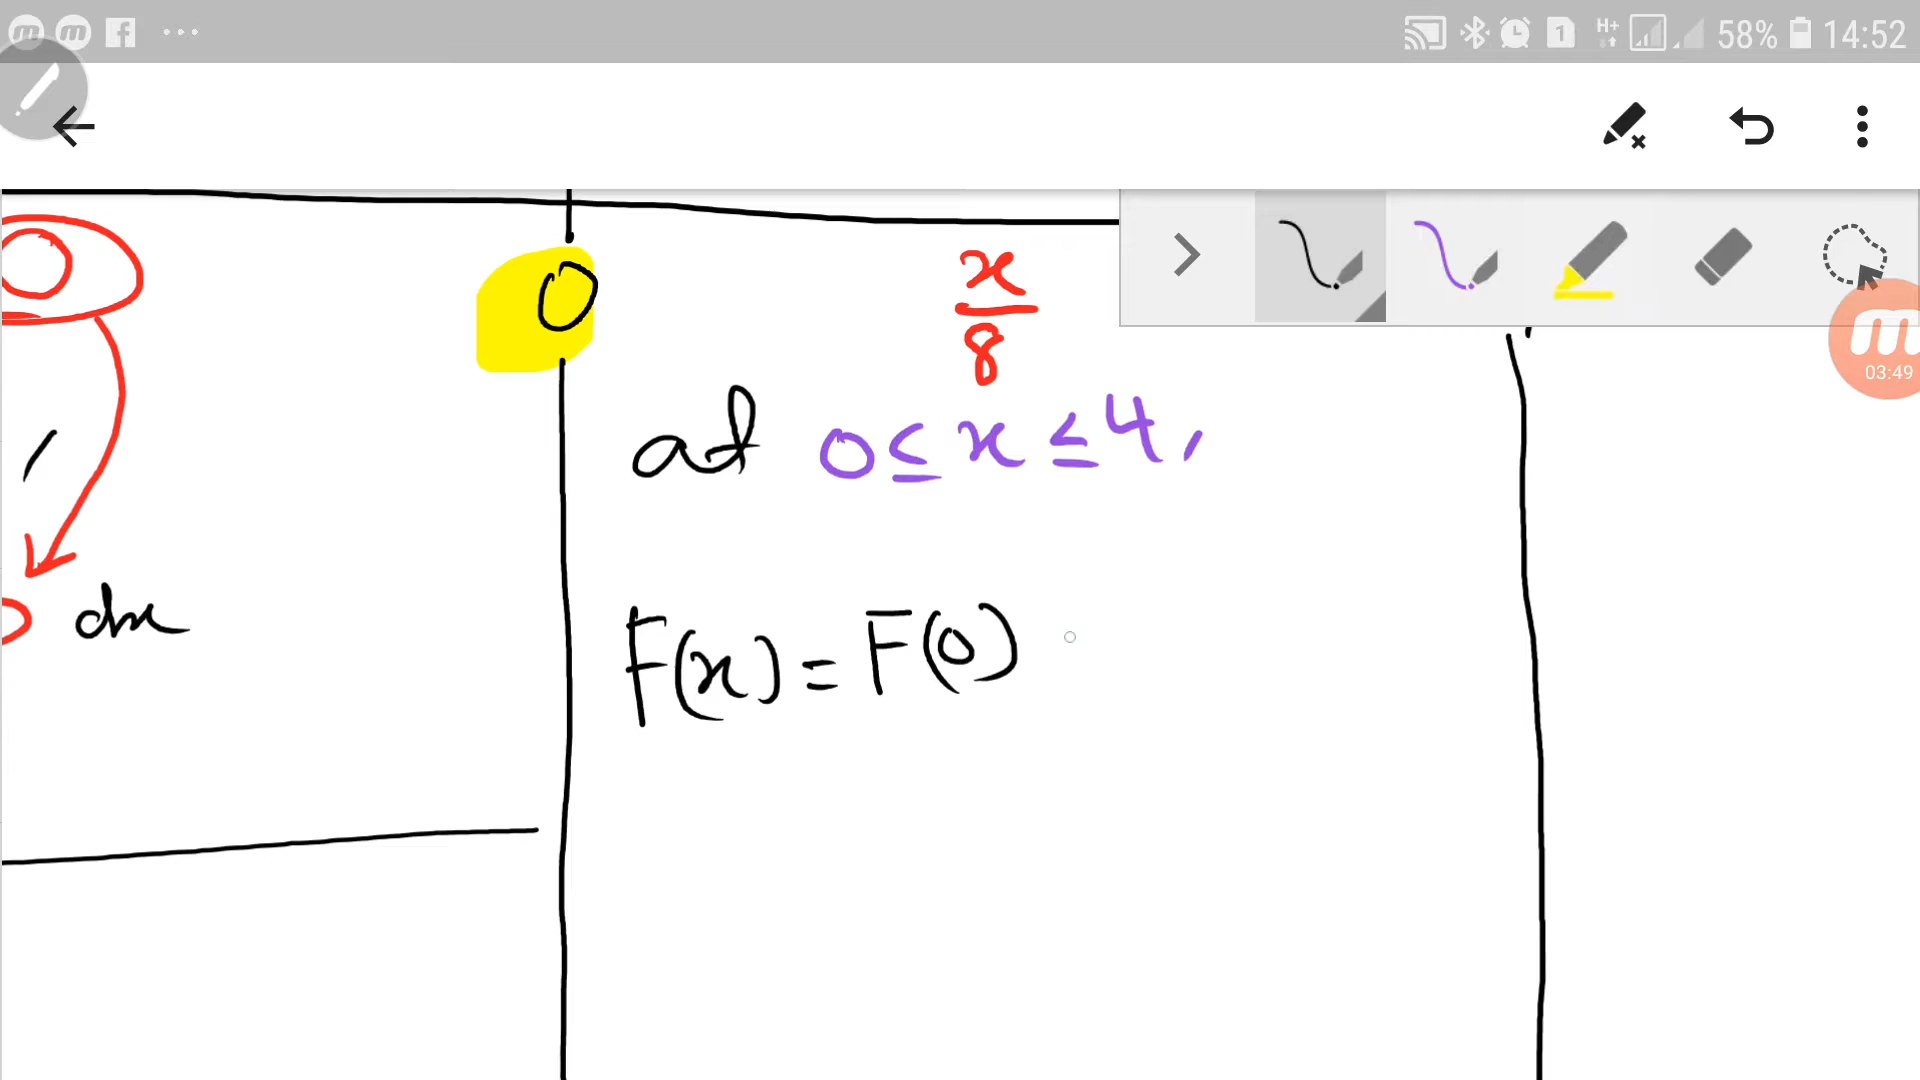 58% 14:52
03:49
0
x/8
at 0 ≤ x ≤ 4,
dx
F(x) = F(0)